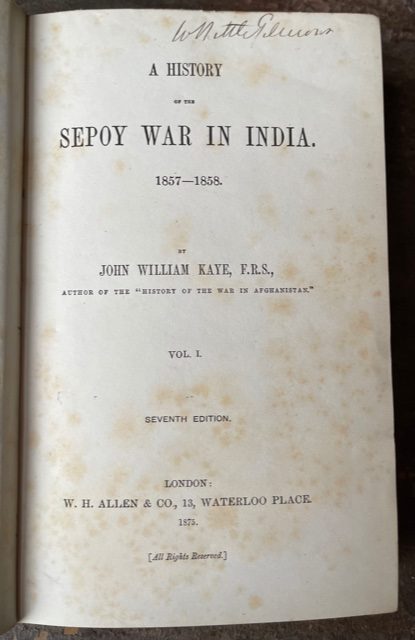 A HISTORY
OF THE
SEPOY WAR IN INDIA.
1857—1858.
BY
JOHN WILLIAM KAYE, F.R.S.,
AUTHOR OF THE "HISTORY OF THE WAR IN AFGHANISTAN."
VOL. I.
SEVENTH EDITION.
LONDON:
W. H. ALLEN & CO., 13, WATERLOO PLACE.
1875.
[All Rights Reserved.]